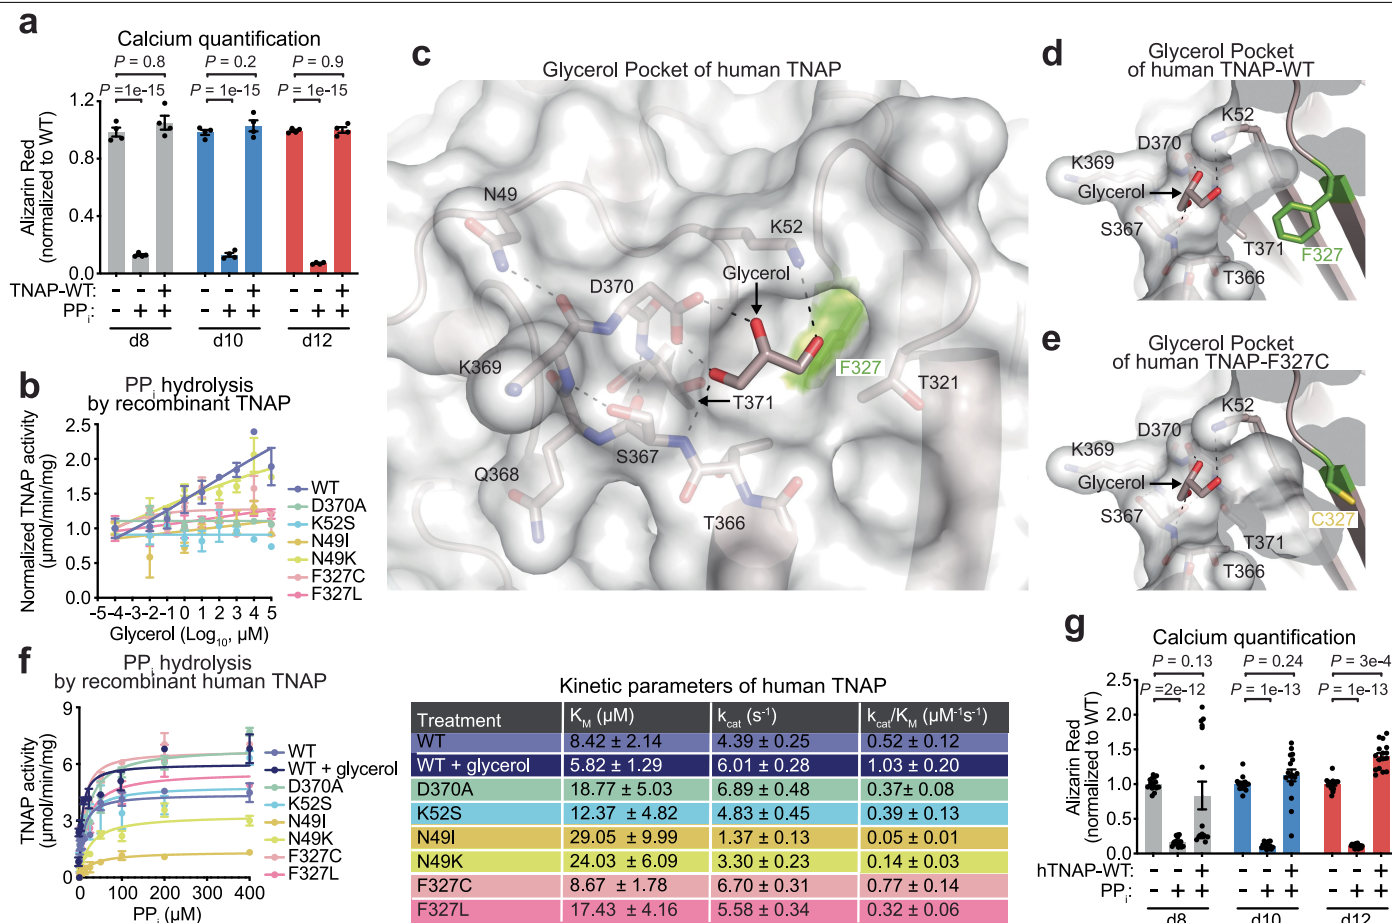 a
Calcium quantification
P = 0.8
P = 0.2
P = 0.9
P =1e-15
P = 1e-15
P = 1e-15
Alizarin Red
(normalized to WT)
1.2
0.8
0.4
0.0
TNAP-WT: - - + - - + - - +
PPi: - + + - + + - + +
d8 d10 d12
b
PPi hydrolysis
by recombinant TNAP
Normalized TNAP activity
(μmol/min/mg)
2.5
2.0
1.5
1.0
0.5
0.0
-5 -4 -3 -2 -1 0 1 2 3 4 5
Glycerol (Log10, μM)
WT
D370A
K52S
N49I
N49K
F327C
F327L
c
Glycerol Pocket of human TNAP
N49
K52
Glycerol
D370
K369
F327
T321
T371
S367
Q368
T366
d
Glycerol Pocket
of human TNAP-WT
K52
D370
K369
Glycerol
S367
T371
F327
T366
e
Glycerol Pocket
of human TNAP-F327C
K52
D370
K369
Glycerol
S367
C327
T371
T366
f
PPi hydrolysis
by recombinant human TNAP
TNAP activity
(μmol/min/mg)
9
6
3
0
0 100 200 300 400
PPi (μM)
WT
WT + glycerol
D370A
K52S
N49I
N49K
F327C
F327L
Kinetic parameters of human TNAP
Treatment KM (μM) kcat (s-1) kcat/KM (μM-1s-1)
WT 8.42 ± 2.14 4.39 ± 0.25 0.52 ± 0.12
WT + glycerol 5.82 ± 1.29 6.01 ± 0.28 1.03 ± 0.20
D370A 18.77 ± 5.03 6.89 ± 0.48 0.37± 0.08
K52S 12.37 ± 4.82 4.83 ± 0.45 0.39 ± 0.13
N49I 29.05 ± 9.99 1.37 ± 0.13 0.05 ± 0.01
N49K 24.03 ± 6.09 3.30 ± 0.23 0.14 ± 0.03
F327C 8.67 ± 1.78 6.70 ± 0.31 0.77 ± 0.14
F327L 17.43 ± 4.16 5.58 ± 0.34 0.32 ± 0.06
g
Calcium quantification
P = 0.13
P = 0.24
P = 3e-4
P =2e-12
P = 1e-13
P = 1e-13
Alizarin Red
(normalized to WT)
2.5
2.0
1.5
1.0
0.5
0.0
hTNAP-WT: - - + - - + - - +
PPi: - + + - + + - + +
d8 d10 d12